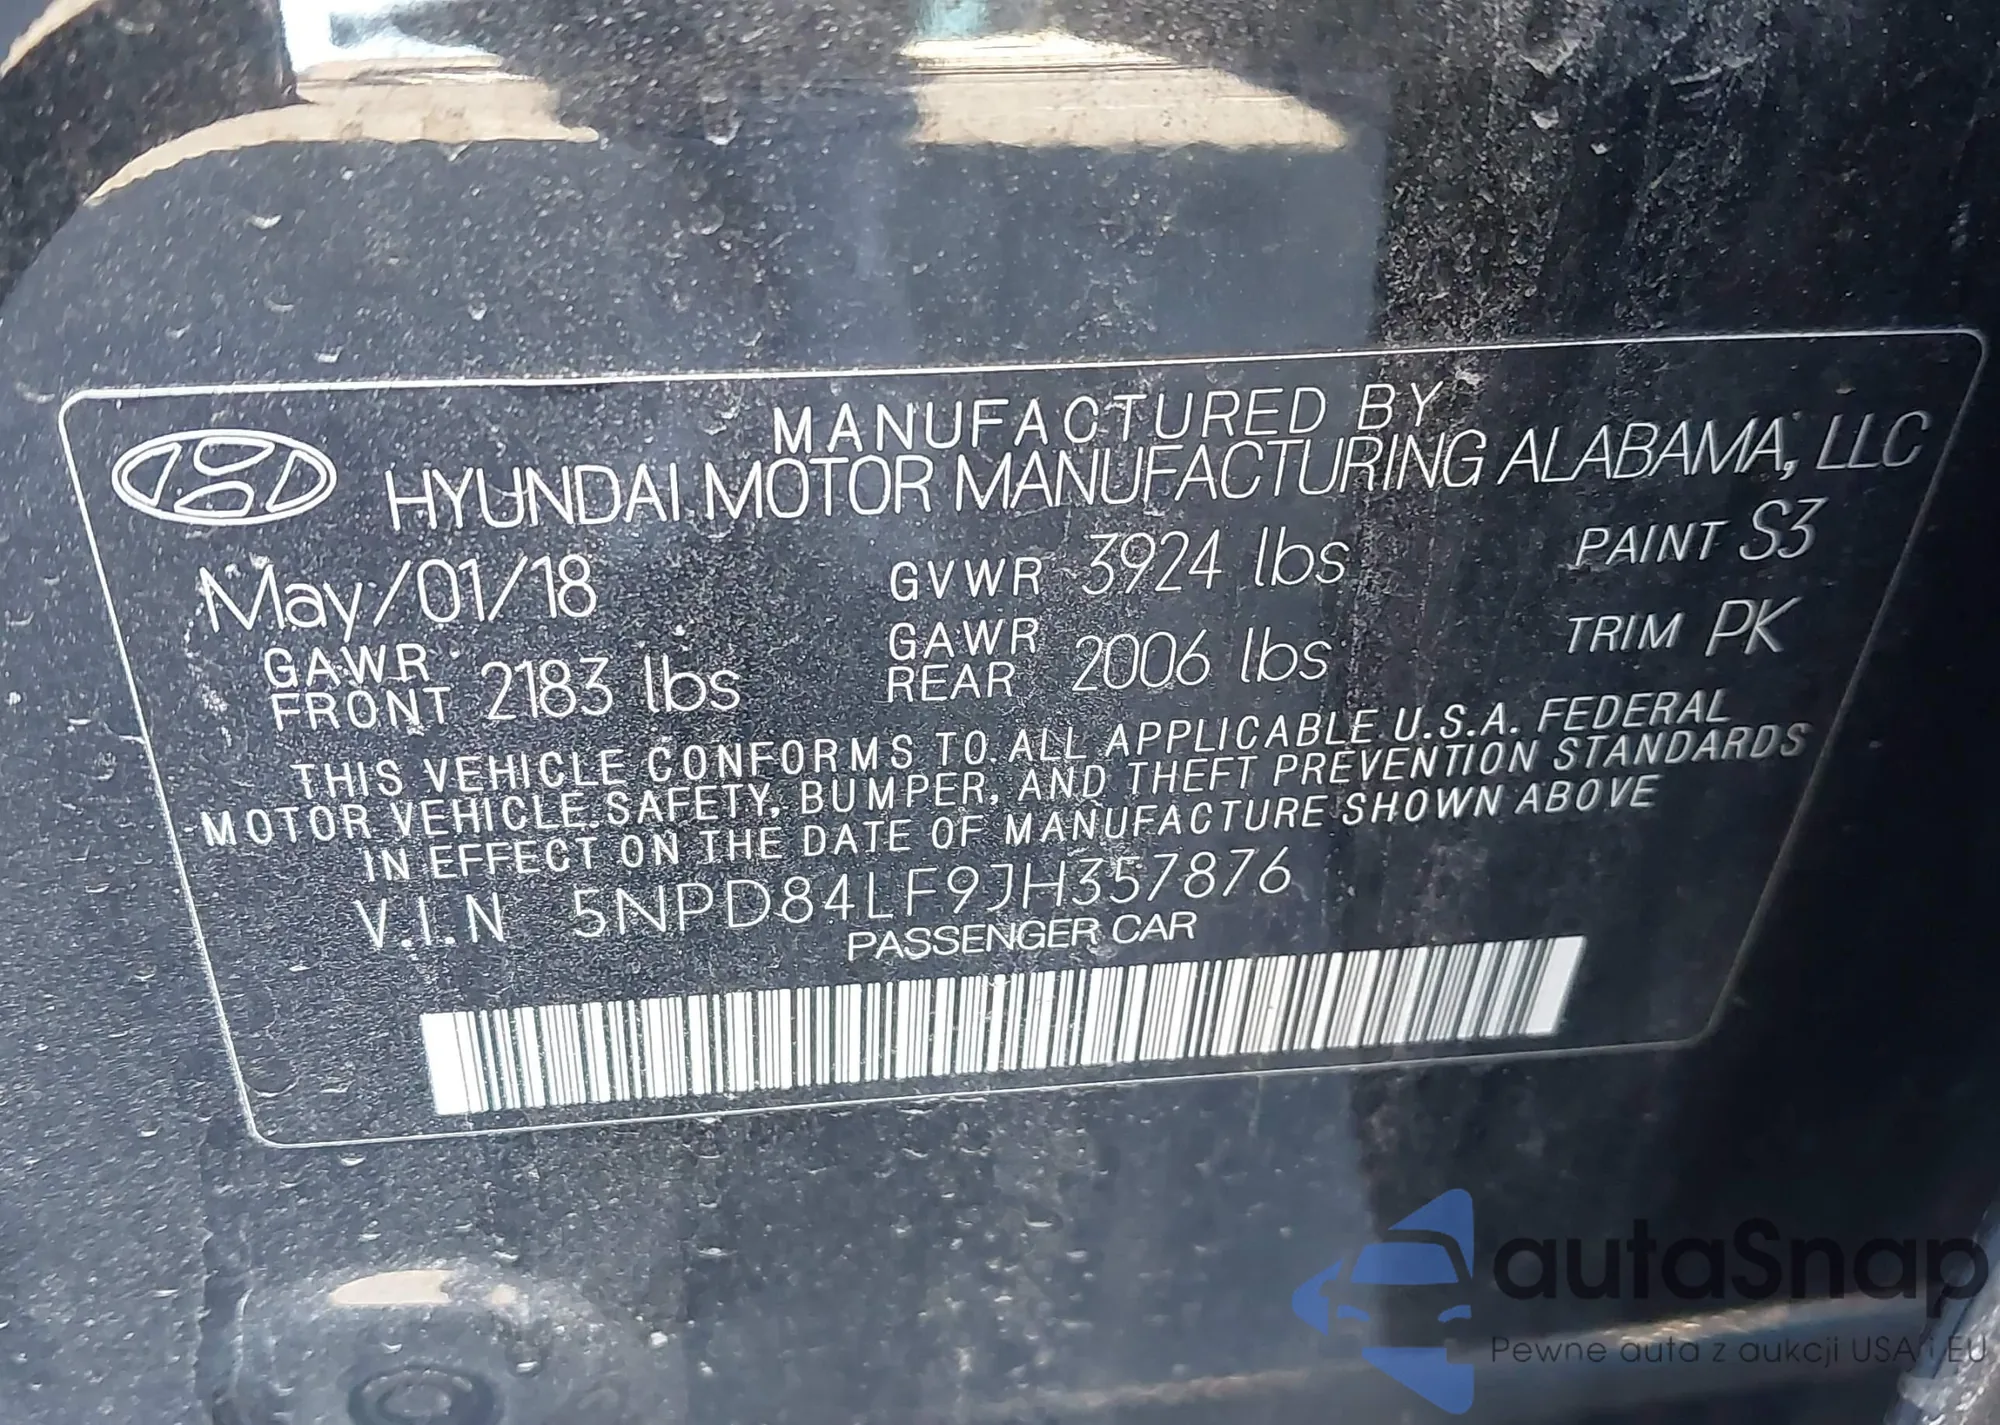 MANUFACTURED BY
HYUNDAI MOTOR MANUFACTURING ALABAMA, LLC
May/01/18 GVWR 3924 lbs PAINT S3
GAWR FRONT 2183 lbs GAWR REAR 2006 lbs TRIM PK
THIS VEHICLE CONFORMS TO ALL APPLICABLE U.S.A. FEDERAL
MOTOR VEHICLE SAFETY, BUMPER, AND THEFT PREVENTION STANDARDS
IN EFFECT ON THE DATE OF MANUFACTURE SHOWN ABOVE
V.I.N 5NPD84LF9JH357876
PASSENGER CAR
autaSnap
Pewne auta z aukcji USA i EU